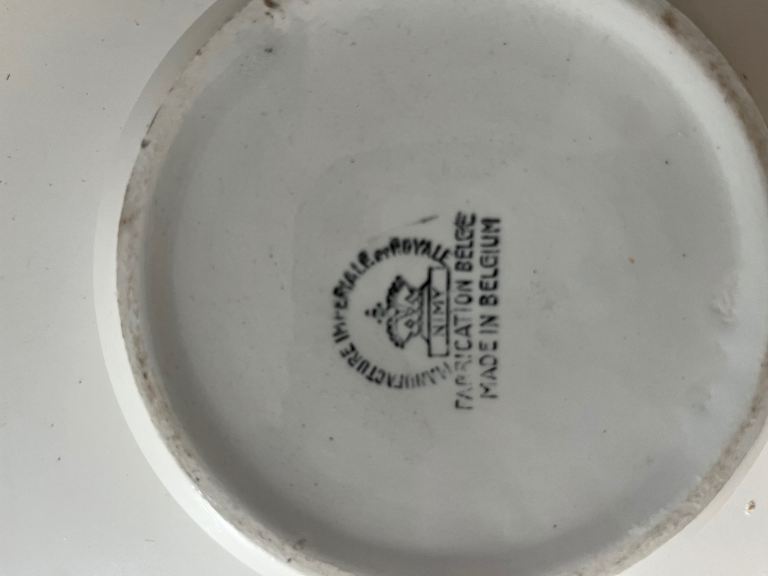 MANUFACTURE IMPERIALE ET ROYALE
NIMY
FABRICATION BELGE
MADE IN BELGIUM